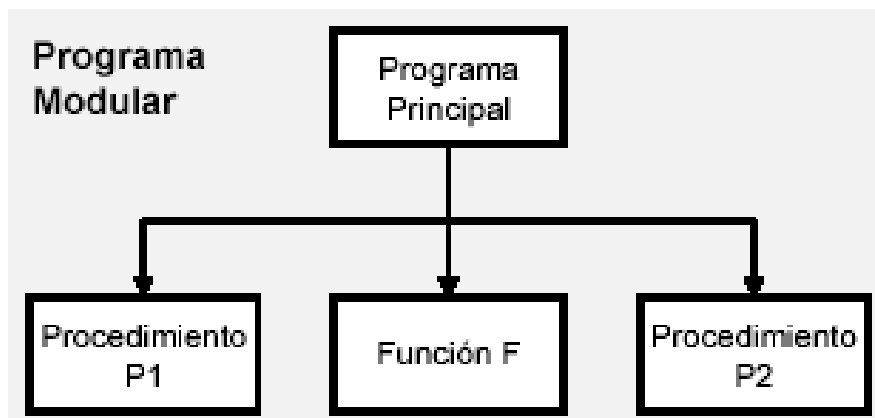 Programa
Modular
Programa
Principal
Procedimiento
P1
Función F
Procedimiento
P2